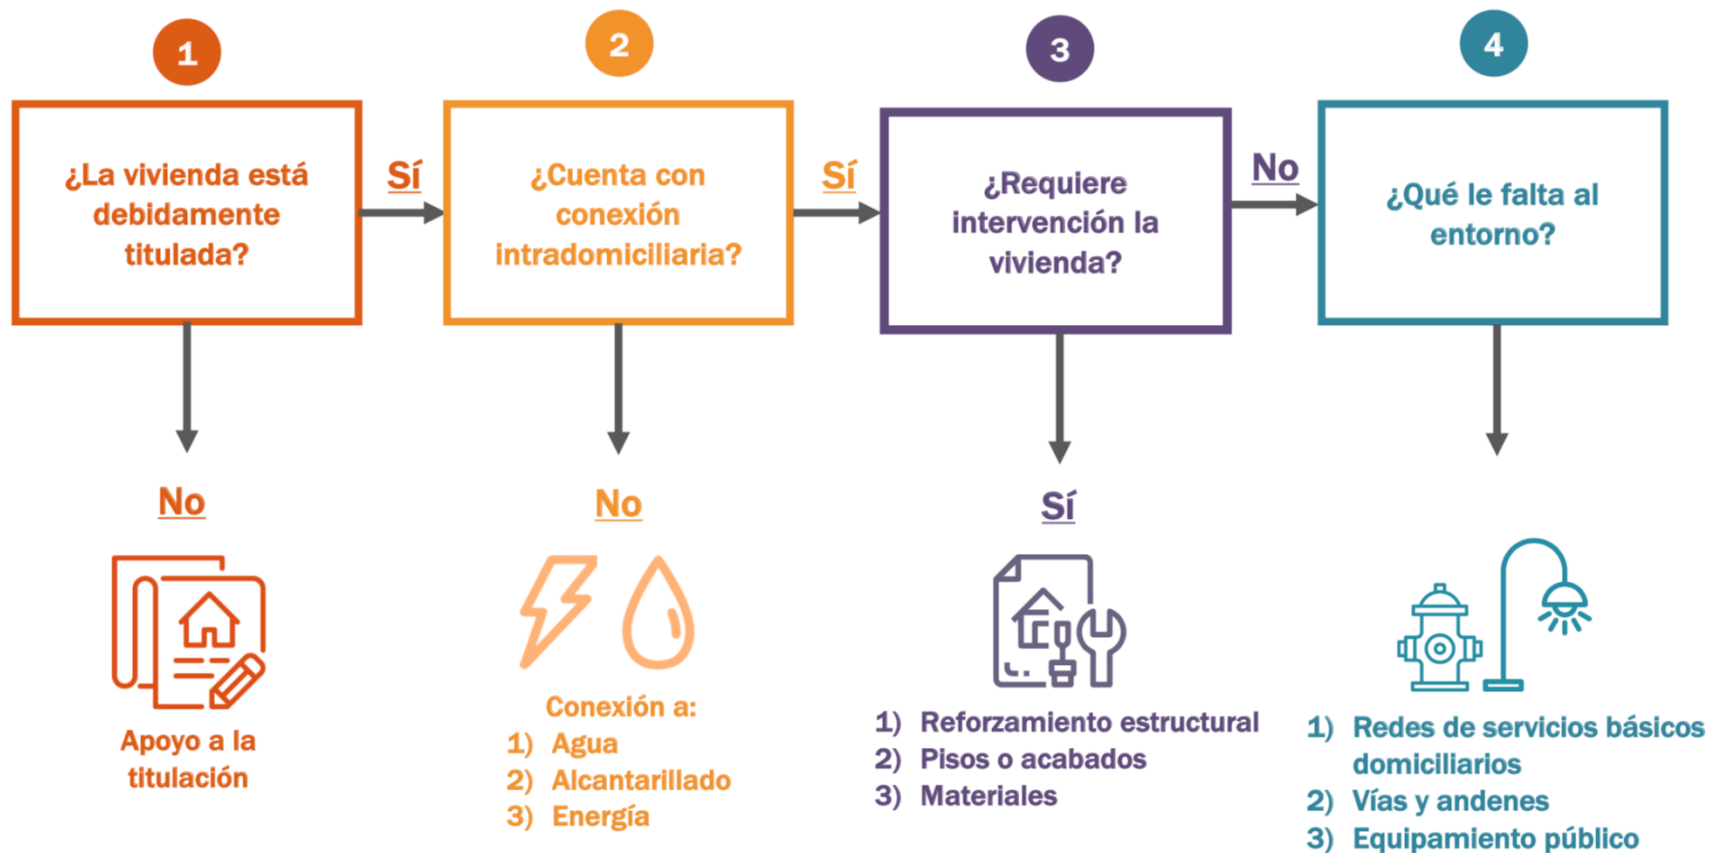 1
¿La vivienda está
debidamente
titulada?
Sí
No
Apoyo a la
titulación
2
¿Cuenta con
conexión
intradomiciliaria?
Sí
No
Conexión a:
1) Agua
2) Alcantarillado
3) Energía
3
¿Requiere
intervención la
vivienda?
No
Sí
1) Reforzamiento estructural
2) Pisos o acabados
3) Materiales
4
¿Qué le falta al
entorno?
1) Redes de servicios básicos
domiciliarios
2) Vías y andenes
3) Equipamiento público